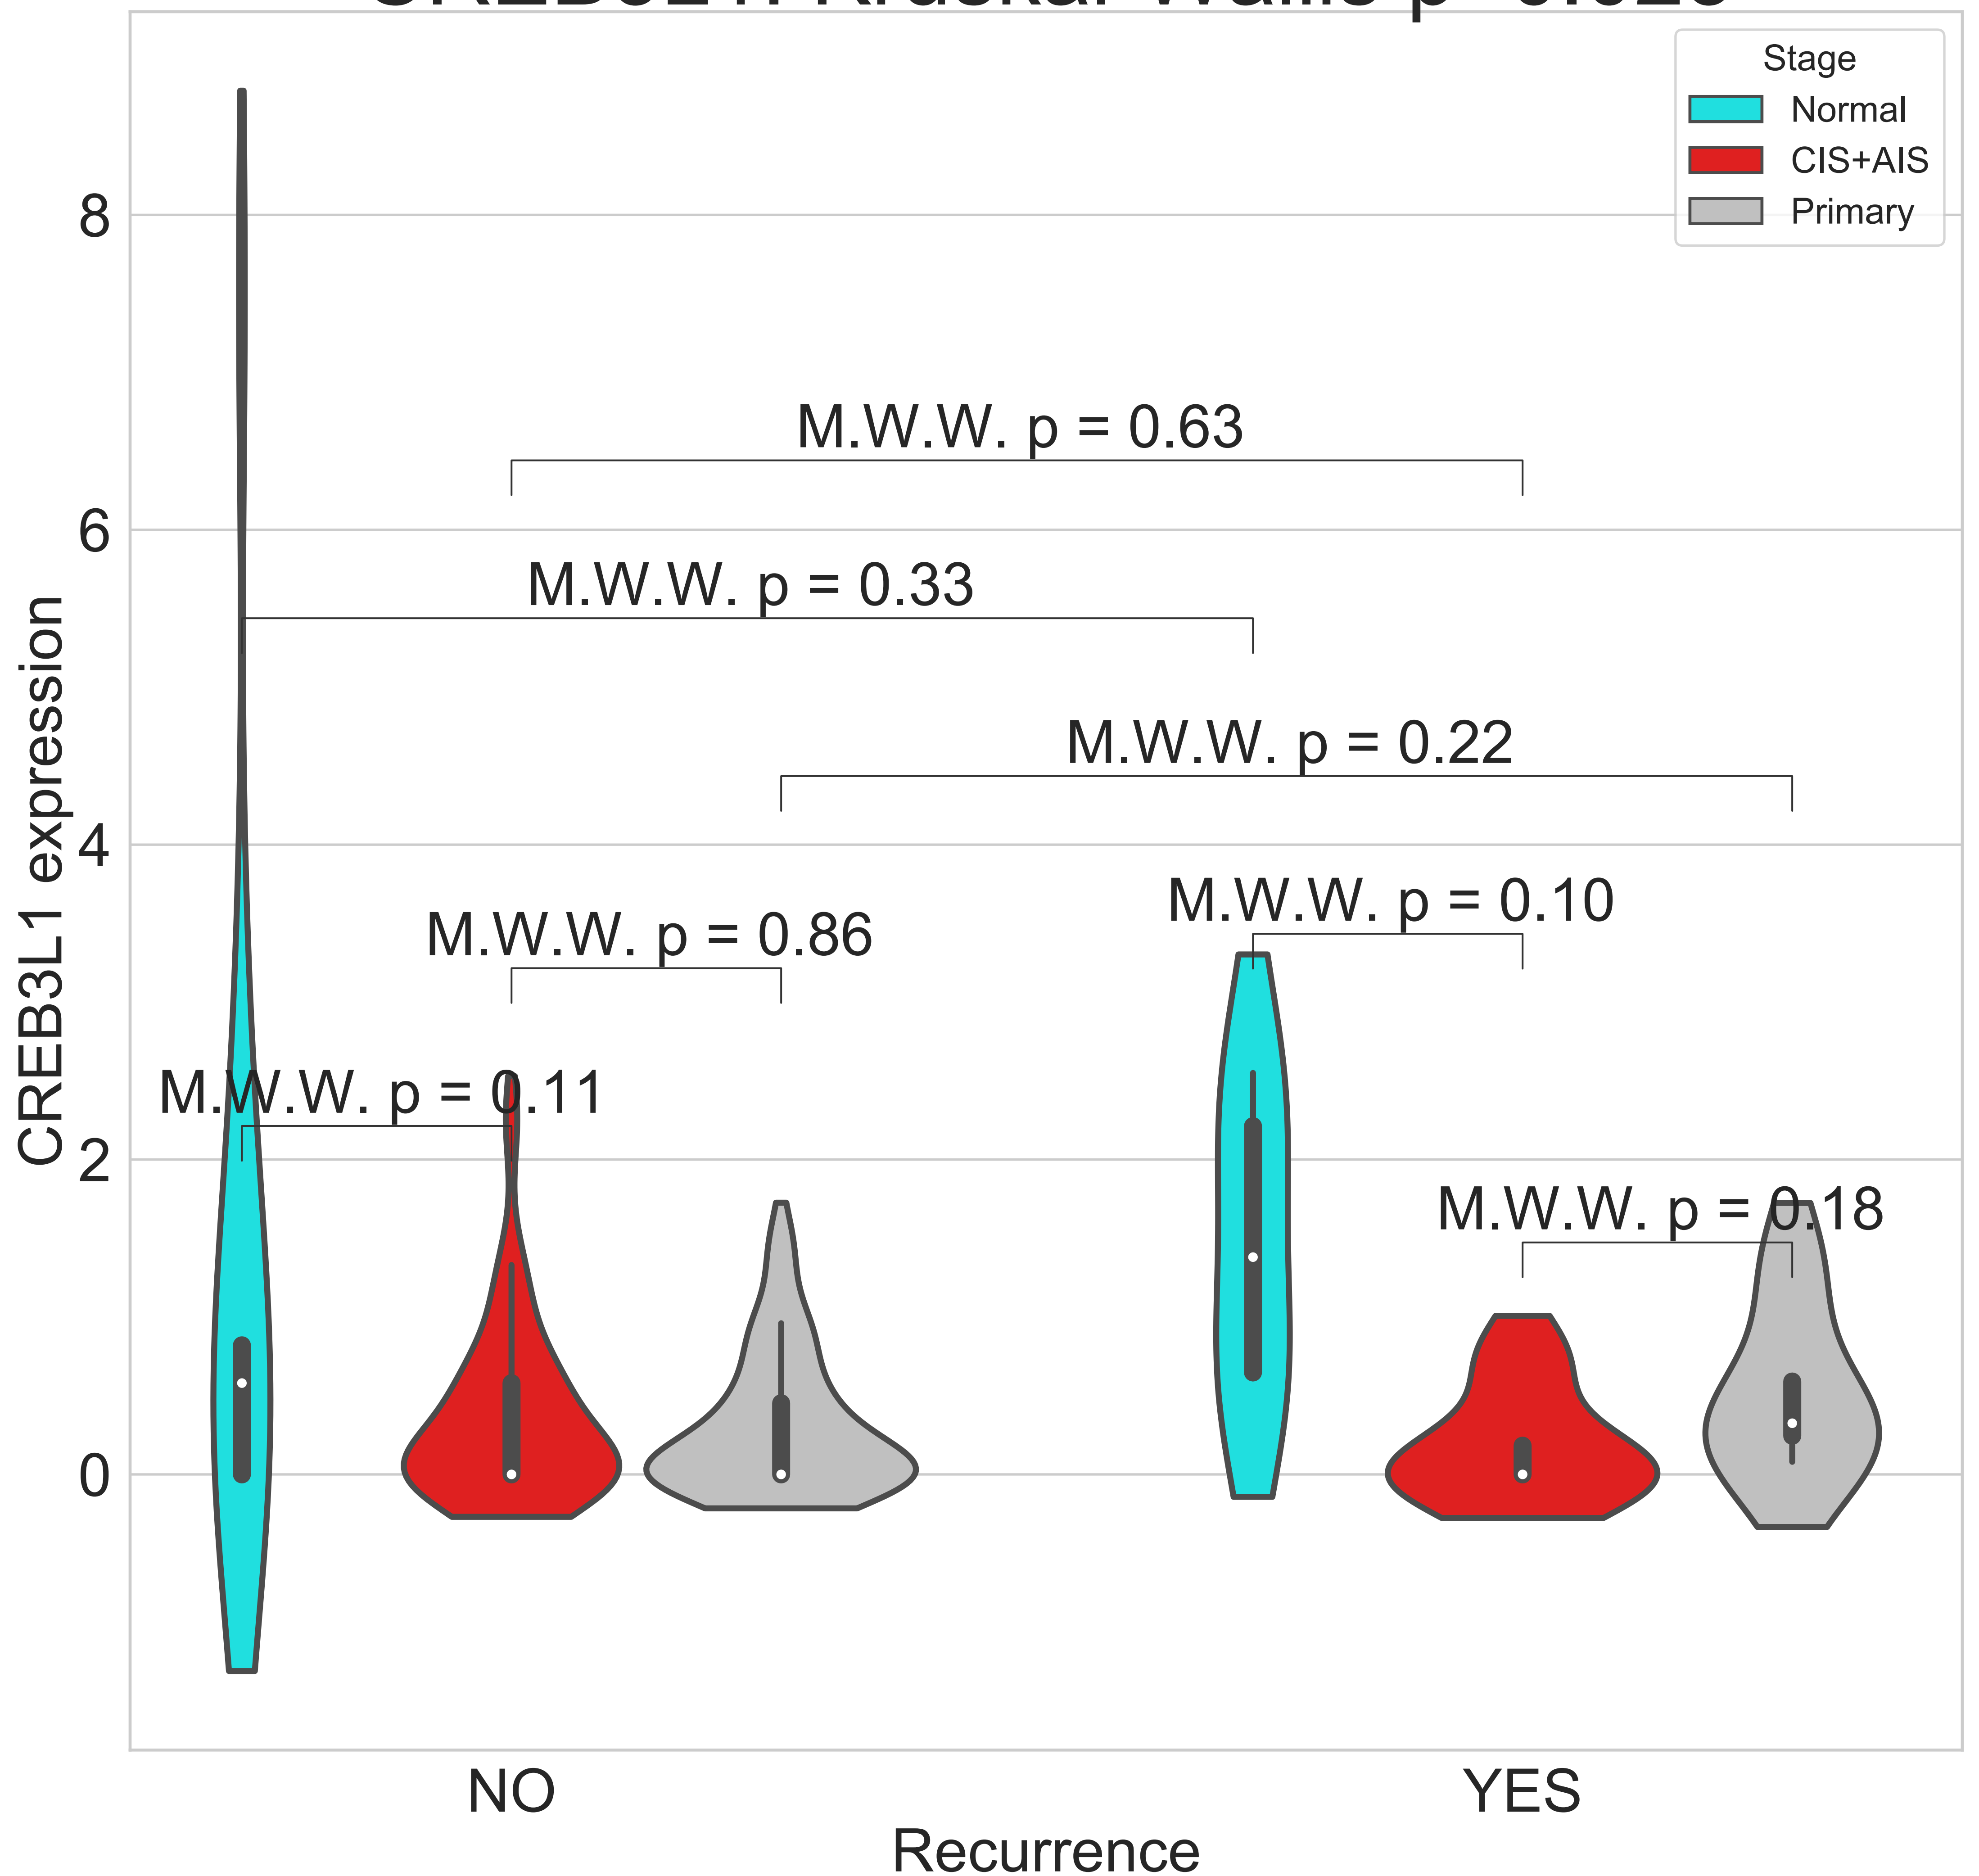 Stage
Normal
CIS+AIS
Primary
8
6
4
2
0
CREB3L1 expression
M.W.W. p = 0.63
M.W.W. p = 0.33
M.W.W. p = 0.22
M.W.W. p = 0.10
M.W.W. p = 0.86
M.W.W. p = 0.11
M.W.W. p = 0.18
NO
YES
Recurrence